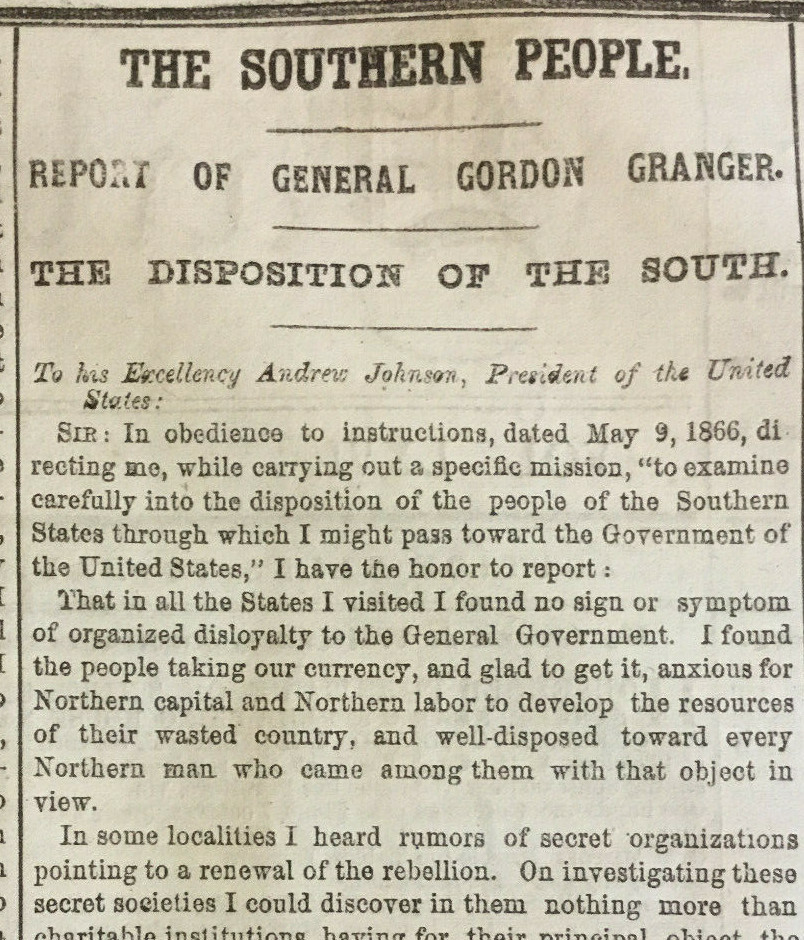 THE SOUTHERN PEOPLE.
REPORT OF GENERAL GORDON GRANGER.
THE DISPOSITION OF THE SOUTH.
To his Excellency Andrew Johnson, President of the United
States:
SIR: In obedience to instructions, dated May 9, 1866, di
recting me, while carrying out a specific mission, "to examine
carefully into the disposition of the people of the Southern
States through which I might pass toward the Government of
the United States," I have the honor to report:
That in all the States I visited I found no sign or symptom
of organized disloyalty to the General Government. I found
the people taking our currency, and glad to get it, anxious for
Northern capital and Northern labor to develop the resources
of their wasted country, and well-disposed toward every
Northern man who came among them with that object in
view.
In some localities I heard rumors of secret organizations
pointing to a renewal of the rebellion. On investigating these
secret societies I could discover in them nothing more than
charitable institutions, having for their principal object the